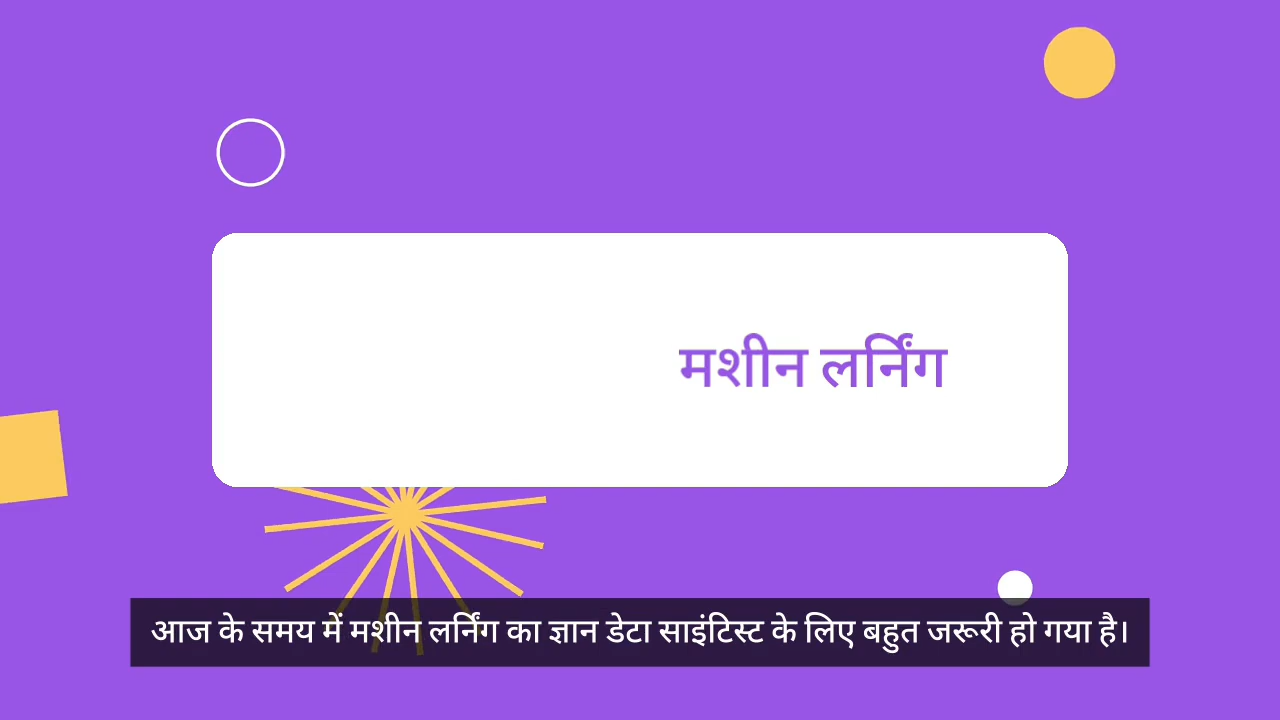 मशीन लर्निंग
आज के समय में मशीन लर्निंग का ज्ञान डेटा साइंटिस्ट के लिए बहुत जरूरी हो गया है।